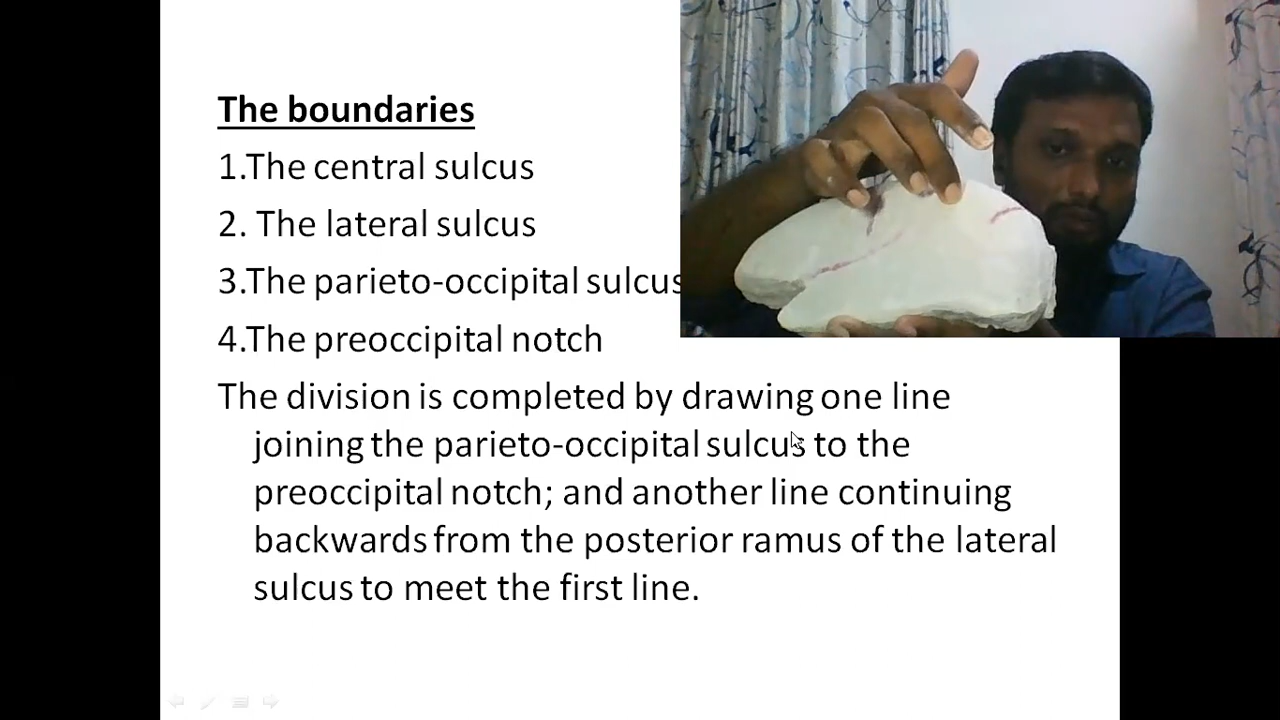 The boundaries
1.The central sulcus
2. The lateral sulcus
3.The parieto-occipital sulcus
4.The preoccipital notch
The division is completed by drawing one line
joining the parieto-occipital sulcus to the
preoccipital notch; and another line continuing
backwards from the posterior ramus of the lateral
sulcus to meet the first line.